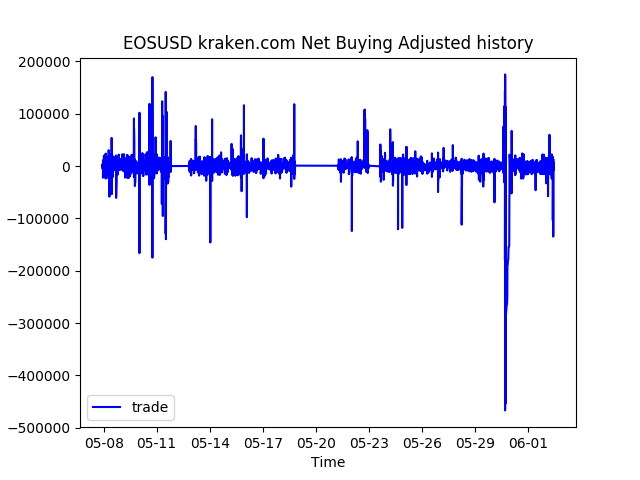 EOSUSD kraken.com Net Buying Adjusted history
200000
100000
0
−100000
−200000
−300000
−400000
−500000
trade
05-08 05-11 05-14 05-17 05-20 05-23 05-26 05-29 06-01
Time